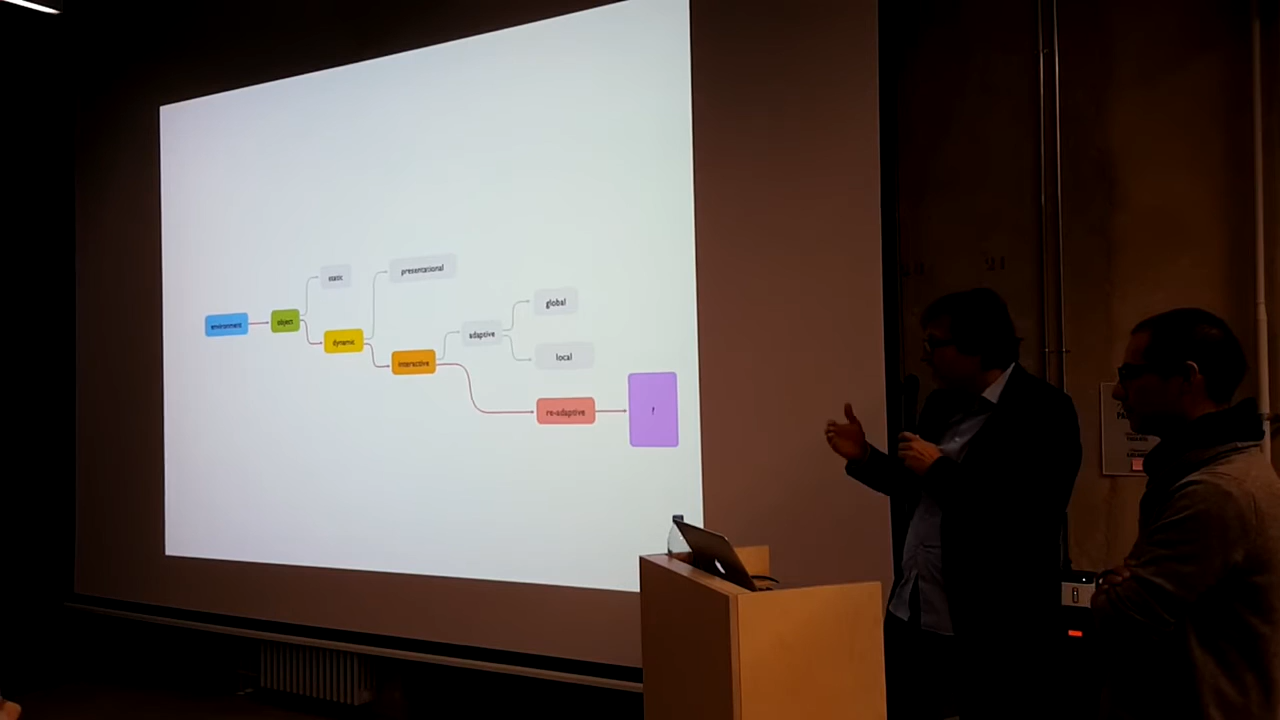 environment
object
static
dynamic
presentational
interactive
adaptive
global
local
re-adaptive